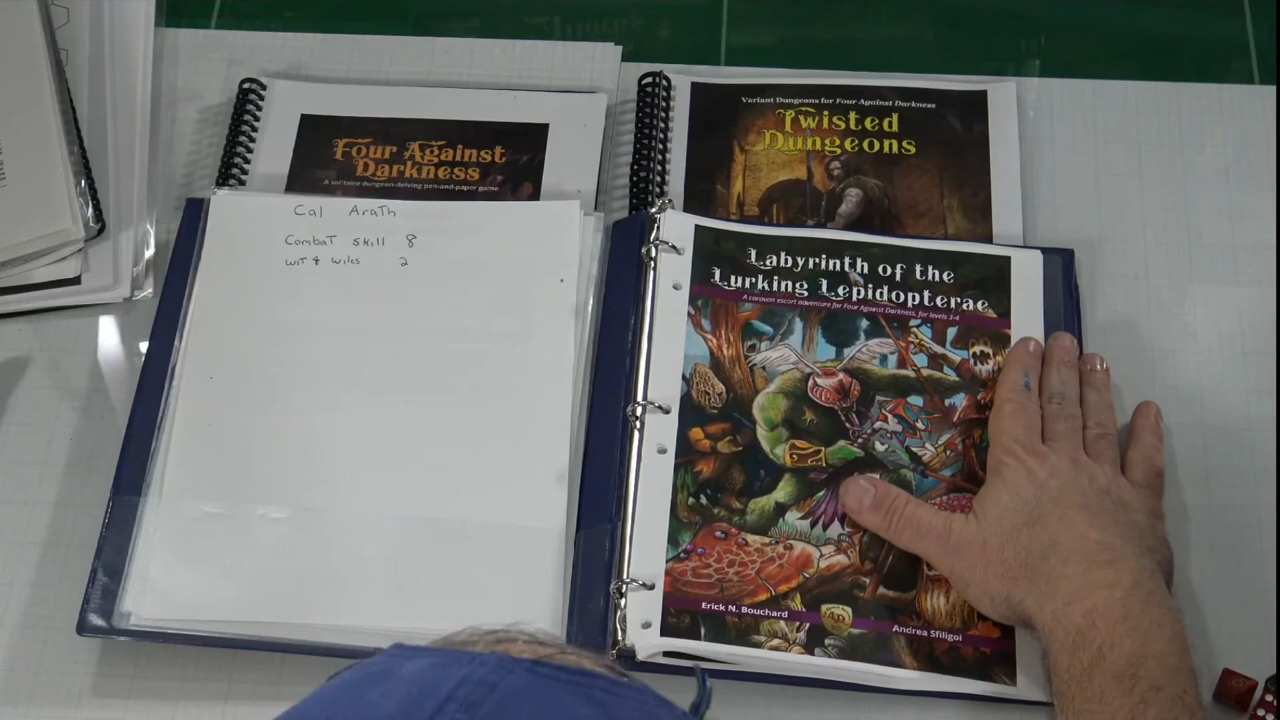 Four Against
Darkness
A solitaire dungeon-delving pen-and-paper game
Variant Dungeons for Four Against Darkness
Twisted
Dungeons
Cal Arath
Combat skill 8
wit & wiles 2
Labyrinth of the
Lurking Lepidopterae
A caravan escort adventure for Four Against Darkness, for levels 3-4
Erick N. Bouchard
Andrea Sfiligoi